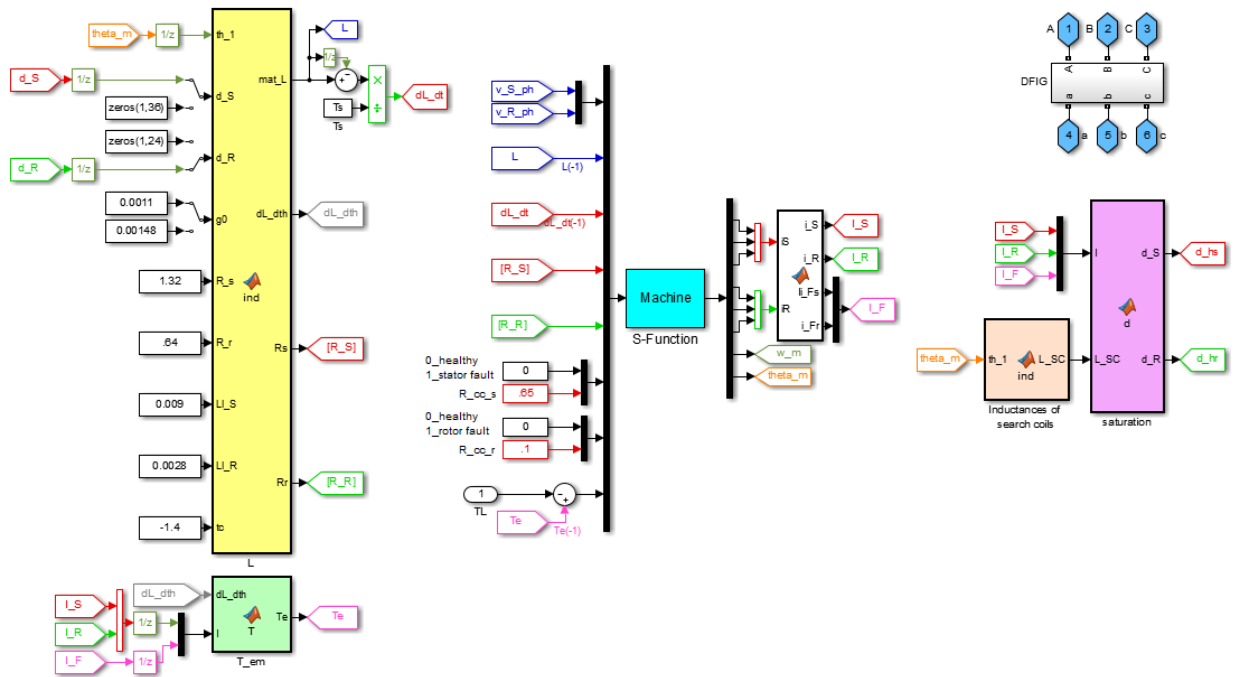 theta_m
1/z
th_1
d_S
1/z
d_S
zeros(1,36)
zeros(1,24)
d_R
1/z
d_R
0.0011
0.00148
g0
1.32
R_s
ind
.64
R_r
0.009
Ll_S
0.0028
Ll_R
-1.4
tc
mat_L
dL_dth
Rs
Rr
L
L
1/z
Ts
Ts
dL_dt
dL_dth
[R_S]
[R_R]
I_S
I_R
I_F
1/z
1/z
dL_dth
dL_dth
I
T
Te
T_em
Te
v_S_ph
v_R_ph
L
L(-1)
dL_dt
dL_dt(-1)
[R_S]
[R_R]
0_healthy
1_stator fault
0
R_cc_s
.65
0_healthy
1_rotor fault
0
R_cc_r
.1
1
TL
Te
Te(-1)
Machine
S-Function
iS
iR
i_S
i_R
i_Fs
i_Fr
I_S
I_R
I_F
w_m
theta_m
A
1
B
2
C
3
DFIG
A
B
C
a
b
c
4
a
5
b
6
c
I_S
I_R
I_F
I
d_S
d_hs
d
theta_m
th_1
ind
L_SC
L_SC
d_R
d_hr
Inductances of
search coils
saturation